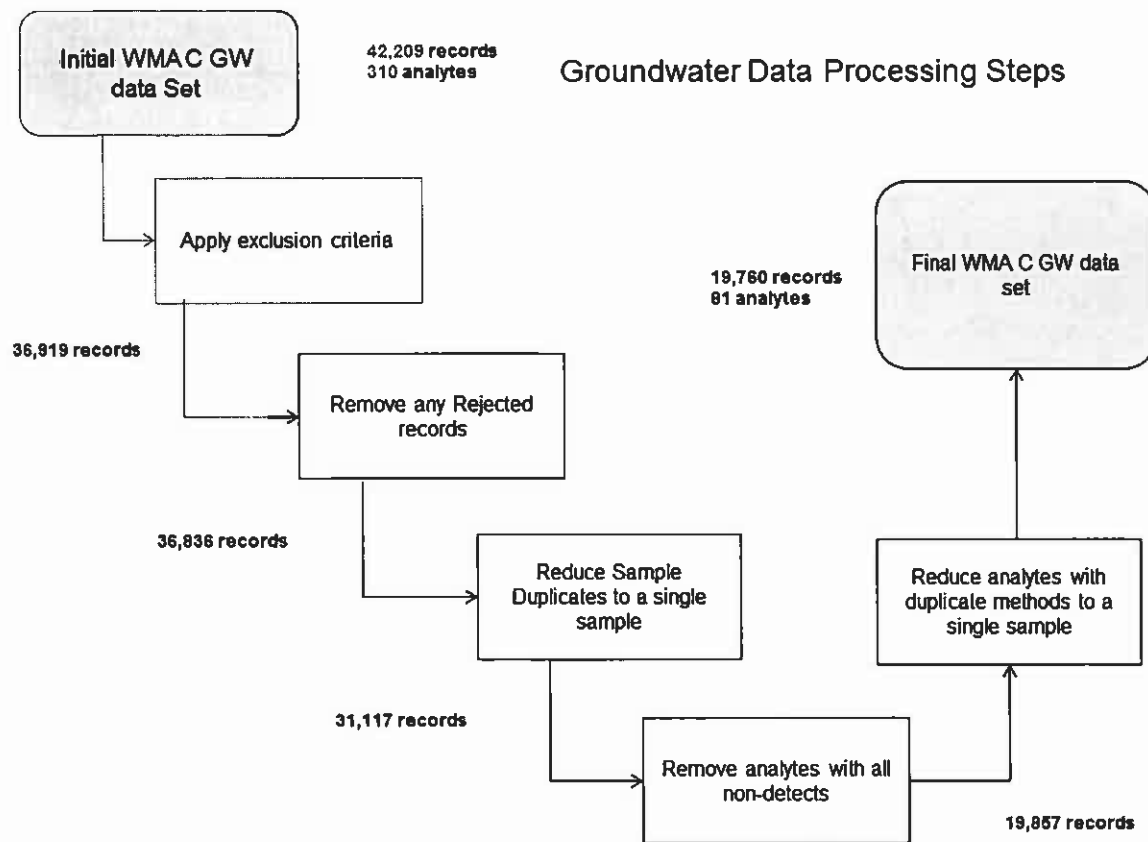 Initial WMA C GW
data Set
42,209 records
310 analytes
Groundwater Data Processing Steps
Apply exclusion criteria
36,919 records
Remove any Rejected
records
36,836 records
Reduce Sample
Duplicates to a single
sample
31,117 records
Remove analytes with all
non-detects
19,857 records
Reduce analytes with
duplicate methods to a
single sample
19,760 records
81 analytes
Final WMA C GW data
set